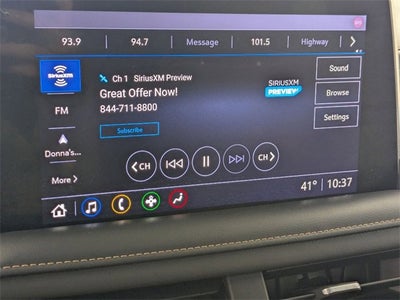 93.9 94.7 Message 101.5 Highway
SiriusXM
Ch 1 SiriusXM Preview
Great Offer Now!
844-711-8800
Subscribe
SIRIUSXM
PREVIEW
Sound
Browse
Settings
FM
Donna's...
More >
<CH
CH>
41° 10:37